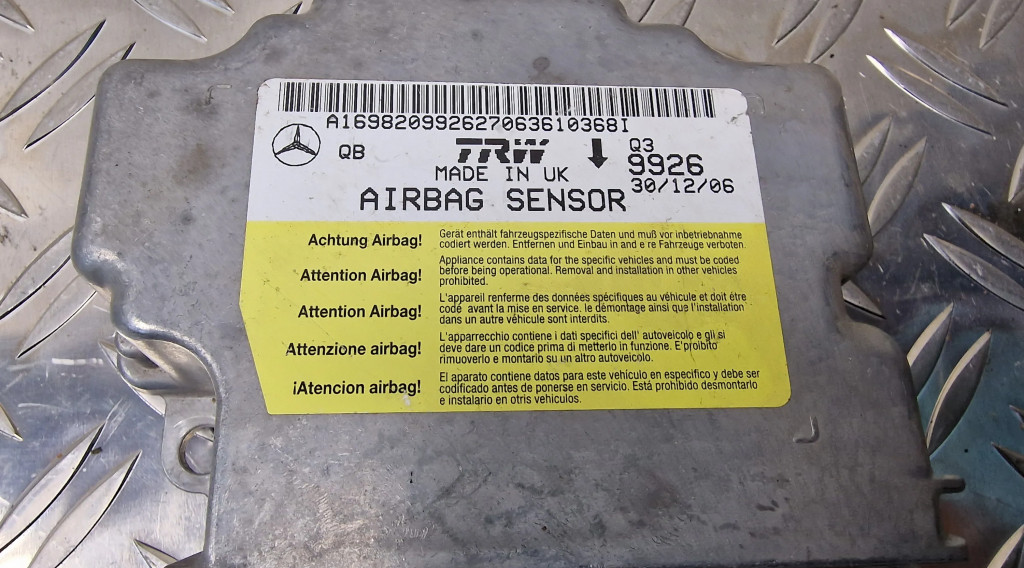 A1698209926270636103681
QB TRW Q3
MADE IN UK 9926
30/12/06
AIRBAG SENSOR
Achtung Airbag!
Gerät enthält fahrzeugspezifische Daten und muß vor inbetriebnahme
codiert werden. Entfernen und Einbau in and e re Fahrzeuge verboten.
Attention Airbag!
Appliance contains data for the specific vehicles and must be coded
before being operational. Removal and installation in other vehicles
prohibited.
Attention Airbag!
L'appareil renferme des données spécifiques au véhicule et doit être
codé avant la mise en service. le démontage ainsi que l'installation
dans un autre véhicule sont interdits.
Attenzione airbag!
L'apparrecchio contiene i dati specifici dell' autoveicolo e gli si
deve dare un codice prima di metterlo in funzione. E'proibito
rimuoverlo e montario su un altro autoveicolo.
¡Atencion airbag!
El aparato contiene datos para este vehículo en especifico y debe ser
codificado antes de ponerse en servicio. Está prohibido desmontarlo
e instalario en otris vehículos.